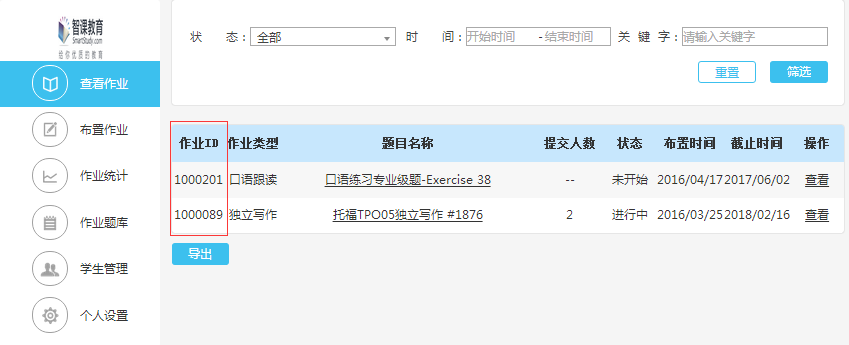 智课教育
SmartStudy.com
给你优质的教育
查看作业
布置作业
作业统计
作业题库
学生管理
个人设置
状 态： 全部 时 间： 开始时间 - 结束时间 关 键 字： 请输入关键字
重置 筛选
作业ID 作业类型 题目名称 提交人数 状态 布置时间 截止时间 操作
1000201 口语跟读 口语练习专业级题-Exercise 38 -- 未开始 2016/04/17 2017/06/02 查看
1000089 独立写作 托福TPO05独立写作 #1876 2 进行中 2016/03/25 2018/02/16 查看
导出